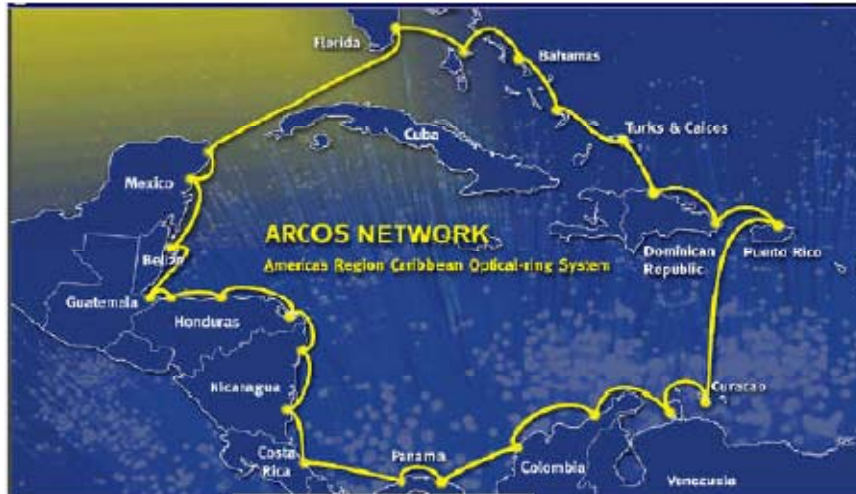 Florida
Bahamas
Cuba
Turks & Caicos
Mexico
ARCOS NETWORK
Americas Region Caribbean Optical-ring System
Belize
Dominican
Republic
Puerto Rico
Guatemala
Honduras
Nicaragua
Curacao
Costa
Rica
Panama
Colombia
Venezuela